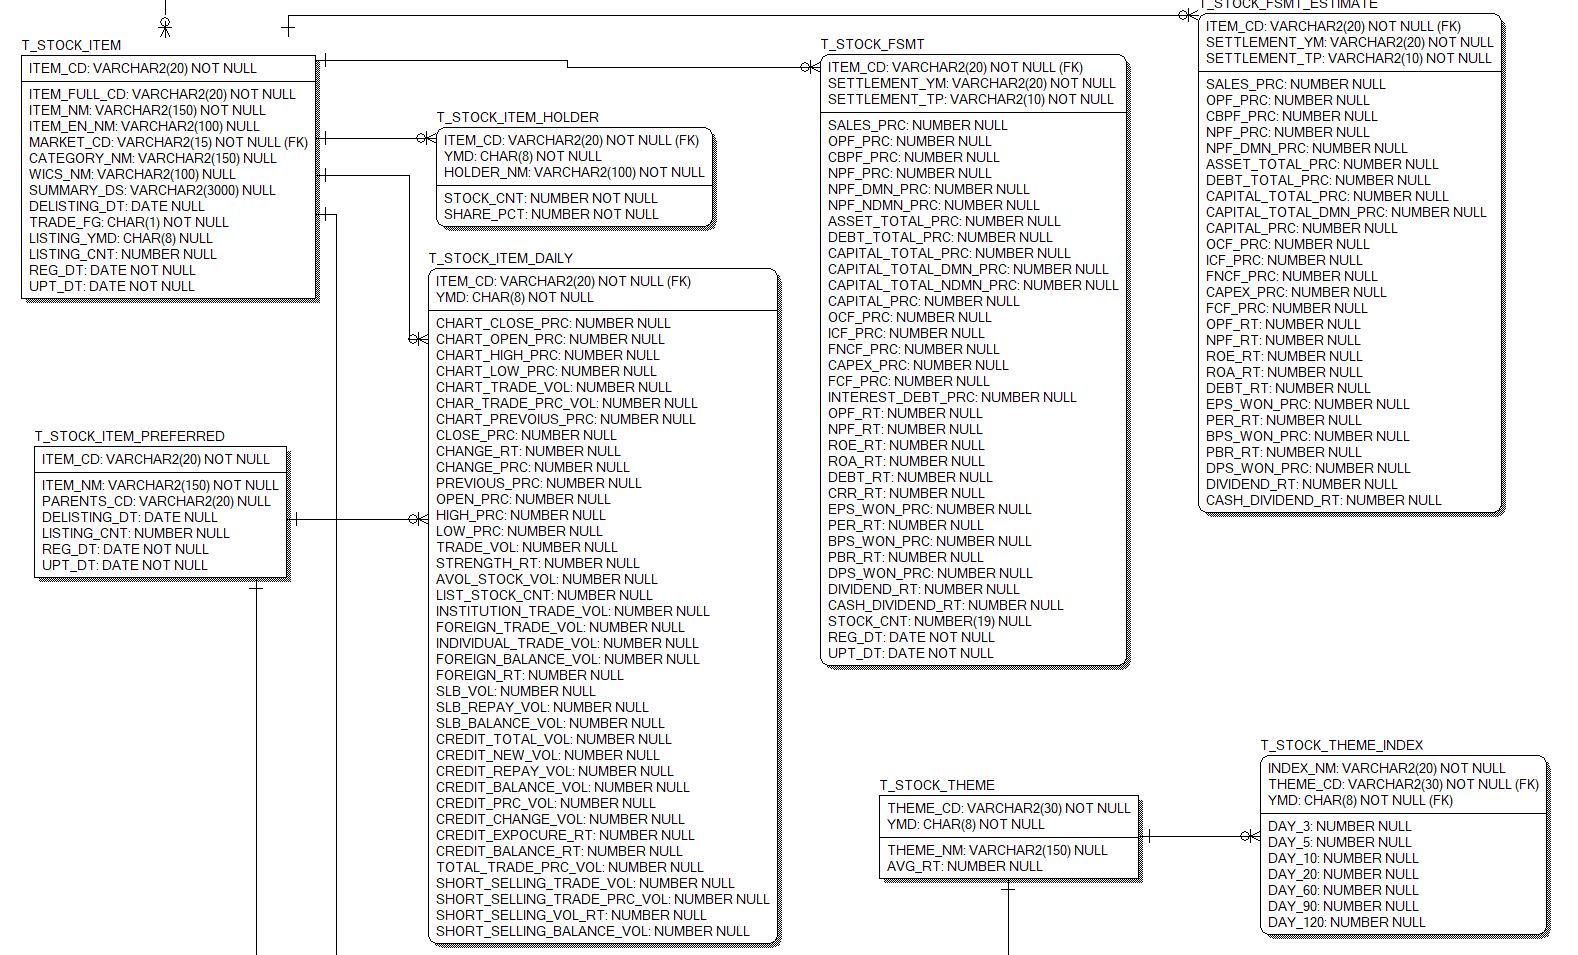 T_STOCK_FSMT_ESTIMATE
ITEM_CD: VARCHAR2(20) NOT NULL (FK)
SETTLEMENT_YM: VARCHAR2(20) NOT NULL
SETTLEMENT_TP: VARCHAR2(10) NOT NULL
SALES_PRC: NUMBER NULL
OPF_PRC: NUMBER NULL
CBPF_PRC: NUMBER NULL
NPF_PRC: NUMBER NULL
NPF_DMN_PRC: NUMBER NULL
ASSET_TOTAL_PRC: NUMBER NULL
DEBT_TOTAL_PRC: NUMBER NULL
CAPITAL_TOTAL_PRC: NUMBER NULL
CAPITAL_TOTAL_DMN_PRC: NUMBER NULL
CAPITAL_PRC: NUMBER NULL
OCF_PRC: NUMBER NULL
ICF_PRC: NUMBER NULL
FNCF_PRC: NUMBER NULL
CAPEX_PRC: NUMBER NULL
FCF_PRC: NUMBER NULL
OPF_RT: NUMBER NULL
NPF_RT: NUMBER NULL
ROE_RT: NUMBER NULL
ROA_RT: NUMBER NULL
DEBT_RT: NUMBER NULL
EPS_WON_PRC: NUMBER NULL
PER_RT: NUMBER NULL
BPS_WON_PRC: NUMBER NULL
PBR_RT: NUMBER NULL
DPS_WON_PRC: NUMBER NULL
DIVIDEND_RT: NUMBER NULL
CASH_DIVIDEND_RT: NUMBER NULL
T_STOCK_ITEM
ITEM_CD: VARCHAR2(20) NOT NULL
ITEM_FULL_CD: VARCHAR2(20) NOT NULL
ITEM_NM: VARCHAR2(150) NOT NULL
ITEM_EN_NM: VARCHAR2(100) NULL
MARKET_CD: VARCHAR2(15) NOT NULL (FK)
CATEGORY_NM: VARCHAR2(150) NULL
WICS_NM: VARCHAR2(100) NULL
SUMMARY_DS: VARCHAR2(3000) NULL
DELISTING_DT: DATE NULL
TRADE_FG: CHAR(1) NOT NULL
LISTING_YMD: CHAR(8) NULL
LISTING_CNT: NUMBER NULL
REG_DT: DATE NOT NULL
UPT_DT: DATE NOT NULL
T_STOCK_ITEM_HOLDER
ITEM_CD: VARCHAR2(20) NOT NULL (FK)
YMD: CHAR(8) NOT NULL
HOLDER_NM: VARCHAR2(100) NOT NULL
STOCK_CNT: NUMBER NOT NULL
SHARE_PCT: NUMBER NOT NULL
T_STOCK_FSMT
ITEM_CD: VARCHAR2(20) NOT NULL (FK)
SETTLEMENT_YM: VARCHAR2(20) NOT NULL
SETTLEMENT_TP: VARCHAR2(10) NOT NULL
SALES_PRC: NUMBER NULL
OPF_PRC: NUMBER NULL
CBPF_PRC: NUMBER NULL
NPF_PRC: NUMBER NULL
NPF_DMN_PRC: NUMBER NULL
NPF_NDMN_PRC: NUMBER NULL
ASSET_TOTAL_PRC: NUMBER NULL
DEBT_TOTAL_PRC: NUMBER NULL
CAPITAL_TOTAL_PRC: NUMBER NULL
CAPITAL_TOTAL_DMN_PRC: NUMBER NULL
CAPITAL_TOTAL_NDMN_PRC: NUMBER NULL
CAPITAL_PRC: NUMBER NULL
OCF_PRC: NUMBER NULL
ICF_PRC: NUMBER NULL
FNCF_PRC: NUMBER NULL
CAPEX_PRC: NUMBER NULL
FCF_PRC: NUMBER NULL
INTEREST_DEBT_PRC: NUMBER NULL
OPF_RT: NUMBER NULL
NPF_RT: NUMBER NULL
ROE_RT: NUMBER NULL
ROA_RT: NUMBER NULL
DEBT_RT: NUMBER NULL
CRR_RT: NUMBER NULL
EPS_WON_PRC: NUMBER NULL
PER_RT: NUMBER NULL
BPS_WON_PRC: NUMBER NULL
PBR_RT: NUMBER NULL
DPS_WON_PRC: NUMBER NULL
DIVIDEND_RT: NUMBER NULL
CASH_DIVIDEND_RT: NUMBER NULL
STOCK_CNT: NUMBER(19) NULL
REG_DT: DATE NOT NULL
UPT_DT: DATE NOT NULL
T_STOCK_ITEM_DAILY
ITEM_CD: VARCHAR2(20) NOT NULL (FK)
YMD: CHAR(8) NOT NULL
CHART_CLOSE_PRC: NUMBER NULL
CHART_OPEN_PRC: NUMBER NULL
CHART_HIGH_PRC: NUMBER NULL
CHART_LOW_PRC: NUMBER NULL
CHART_TRADE_VOL: NUMBER NULL
CHAR_TRADE_PRC_VOL: NUMBER NULL
CHART_PREVOIUS_PRC: NUMBER NULL
CLOSE_PRC: NUMBER NULL
CHANGE_RT: NUMBER NULL
CHANGE_PRC: NUMBER NULL
PREVIOUS_PRC: NUMBER NULL
OPEN_PRC: NUMBER NULL
HIGH_PRC: NUMBER NULL
LOW_PRC: NUMBER NULL
TRADE_VOL: NUMBER NULL
STRENGTH_RT: NUMBER NULL
AVOL_STOCK_VOL: NUMBER NULL
LIST_STOCK_CNT: NUMBER NULL
INSTITUTION_TRADE_VOL: NUMBER NULL
FOREIGN_TRADE_VOL: NUMBER NULL
INDIVIDUAL_TRADE_VOL: NUMBER NULL
FOREIGN_BALANCE_VOL: NUMBER NULL
FOREIGN_RT: NUMBER NULL
SLB_VOL: NUMBER NULL
SLB_REPAY_VOL: NUMBER NULL
SLB_BALANCE_VOL: NUMBER NULL
CREDIT_TOTAL_VOL: NUMBER NULL
CREDIT_NEW_VOL: NUMBER NULL
CREDIT_REPAY_VOL: NUMBER NULL
CREDIT_BALANCE_VOL: NUMBER NULL
CREDIT_PRC_VOL: NUMBER NULL
CREDIT_CHANGE_VOL: NUMBER NULL
CREDIT_EXPOCURE_RT: NUMBER NULL
CREDIT_BALANCE_RT: NUMBER NULL
TOTAL_TRADE_PRC_VOL: NUMBER NULL
SHORT_SELLING_TRADE_VOL: NUMBER NULL
SHORT_SELLING_TRADE_PRC_VOL: NUMBER NULL
SHORT_SELLING_VOL_RT: NUMBER NULL
SHORT_SELLING_BALANCE_VOL: NUMBER NULL
T_STOCK_ITEM_PREFERRED
ITEM_CD: VARCHAR2(20) NOT NULL
ITEM_NM: VARCHAR2(150) NOT NULL
PARENTS_CD: VARCHAR2(20) NULL
DELISTING_DT: DATE NULL
LISTING_CNT: NUMBER NULL
REG_DT: DATE NOT NULL
UPT_DT: DATE NOT NULL
T_STOCK_THEME
THEME_CD: VARCHAR2(30) NOT NULL
YMD: CHAR(8) NOT NULL
THEME_NM: VARCHAR2(150) NULL
AVG_RT: NUMBER NULL
T_STOCK_THEME_INDEX
INDEX_NM: VARCHAR2(20) NOT NULL
THEME_CD: VARCHAR2(30) NOT NULL (FK)
YMD: CHAR(8) NOT NULL (FK)
DAY_3: NUMBER NULL
DAY_5: NUMBER NULL
DAY_10: NUMBER NULL
DAY_20: NUMBER NULL
DAY_60: NUMBER NULL
DAY_90: NUMBER NULL
DAY_120: NUMBER NULL